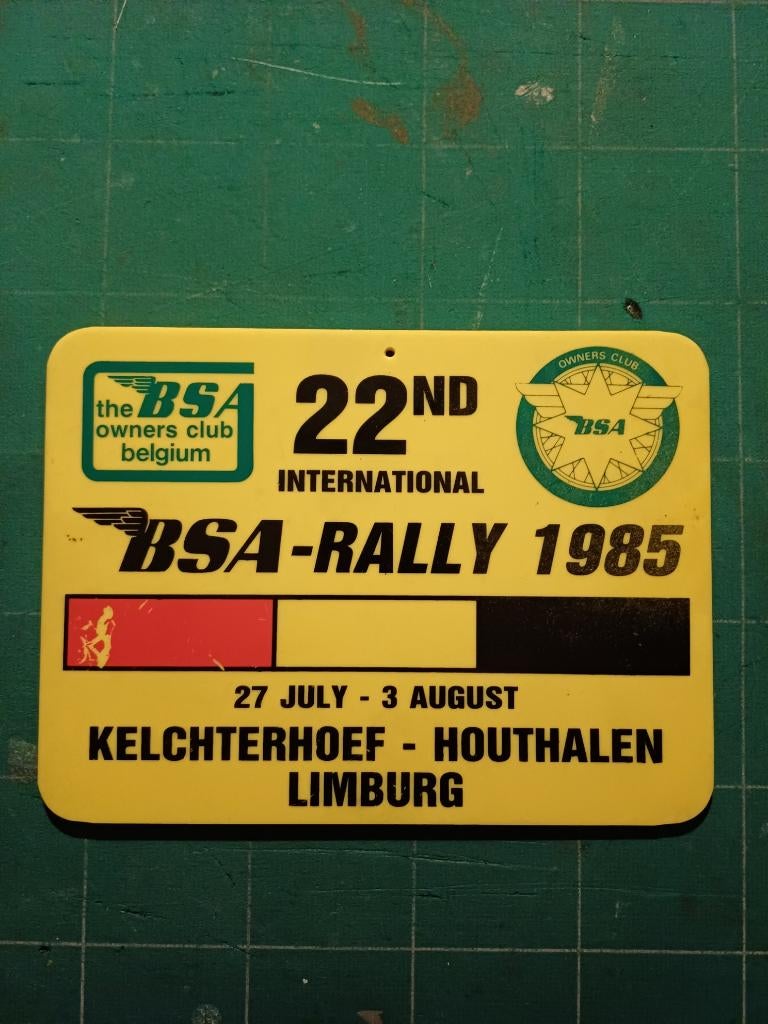 the BSA
owners club
belgium
22ND
INTERNATIONAL
OWNERS CLUB
BSA
BSA-RALLY 1985
27 JULY - 3 AUGUST
KELCHTERHOEF - HOUTHALEN
LIMBURG